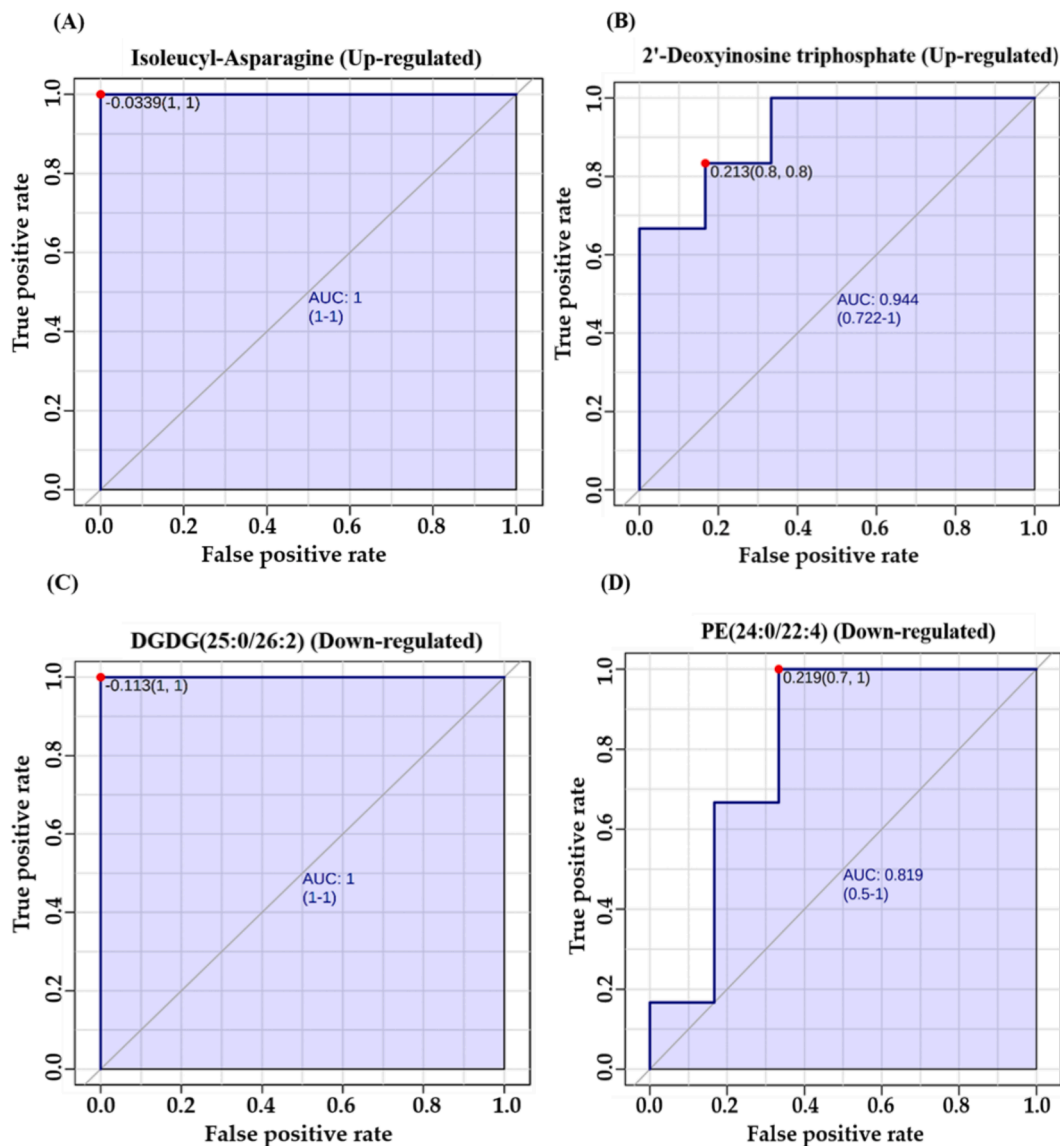 (A)
Isoleucyl-Asparagine (Up-regulated)
1.0
-0.0339(1, 1)
0.8
0.6
True positive rate
AUC: 1
(1-1)
0.4
0.2
0.0
0.0 0.2 0.4 0.6 0.8 1.0
False positive rate
(B)
2'-Deoxyinosine triphosphate (Up-regulated)
1.0
0.213(0.8, 0.8)
0.8
0.6
True positive rate
AUC: 0.944
(0.722-1)
0.4
0.2
0.0
0.0 0.2 0.4 0.6 0.8 1.0
False positive rate
(C)
DGDG(25:0/26:2) (Down-regulated)
1.0
-0.113(1, 1)
0.8
0.6
True positive rate
AUC: 1
(1-1)
0.4
0.2
0.0
0.0 0.2 0.4 0.6 0.8 1.0
False positive rate
(D)
PE(24:0/22:4) (Down-regulated)
1.0
0.219(0.7, 1)
0.8
0.6
True positive rate
AUC: 0.819
(0.5-1)
0.4
0.2
0.0
0.0 0.2 0.4 0.6 0.8 1.0
False positive rate